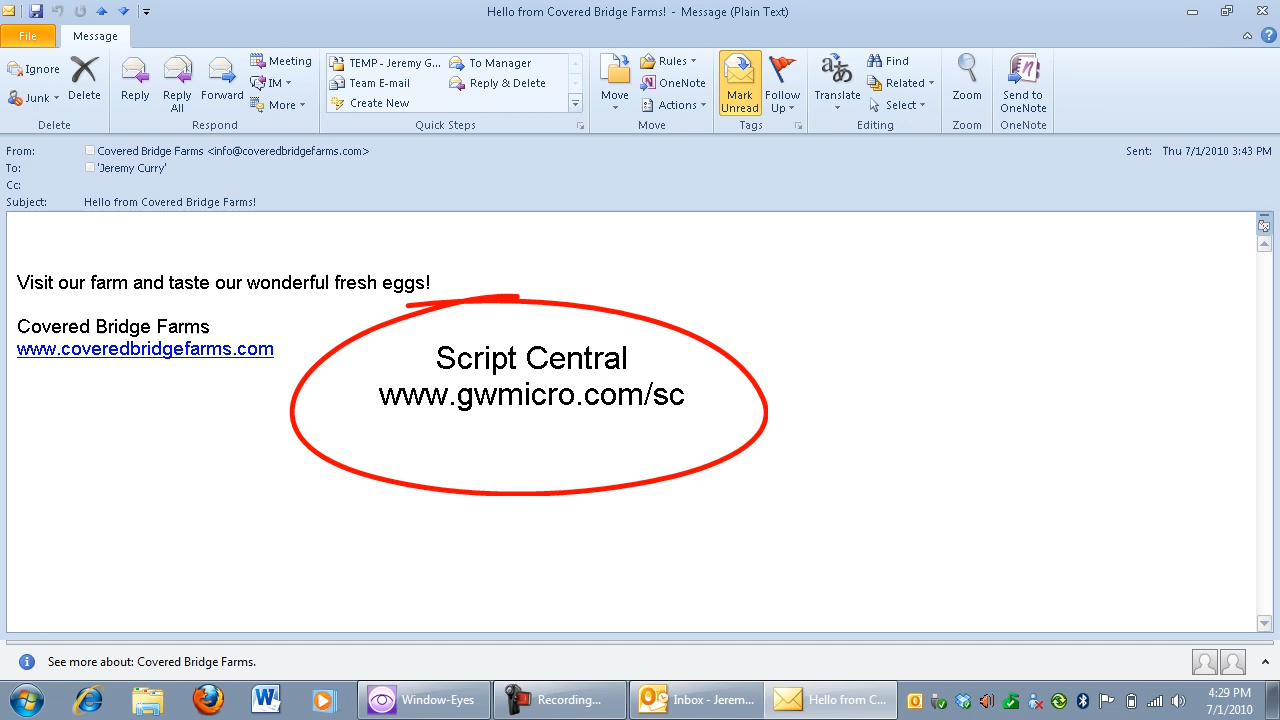 Hello from Covered Bridge Farms! - Message (Plain Text)
File
Message
Ignore
Junk
Delete
Delete
Reply
Reply All
Forward
Meeting
IM
More
Respond
TEMP - Jeremy G...
Team E-mail
Create New
To Manager
Reply & Delete
Quick Steps
Move
Rules
OneNote
Actions
Move
Mark Unread
Follow Up
Tags
Translate
Find
Related
Select
Editing
Zoom
Zoom
Send to OneNote
OneNote
From: Covered Bridge Farms <info@coveredbridgefarms.com>
Sent: Thu 7/1/2010 3:43 PM
To: 'Jeremy Curry'
Cc:
Subject: Hello from Covered Bridge Farms!
Visit our farm and taste our wonderful fresh eggs!
Covered Bridge Farms
www.coveredbridgefarms.com
Script Central
www.gwmicro.com/sc
See more about: Covered Bridge Farms.
Window-Eyes
Recording...
Inbox - Jerem...
Hello from C...
4:29 PM
7/1/2010